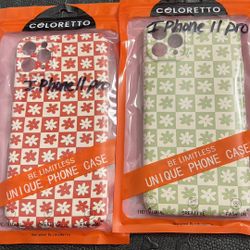 COLORETTO
I Phone 11 pro
BE LIMITLESS
UNIQUE PHONE CASE
COLORETTO
I Phone 11 pro
BE LIMITLESS
UNIQUE PHONE CASE